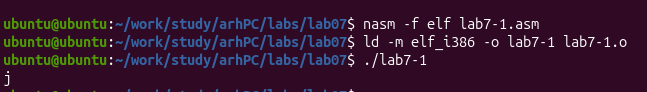 ubuntu@ubuntu:~/work/study/arhPC/labs/lab07$ nasm -f elf lab7-1.asm
ubuntu@ubuntu:~/work/study/arhPC/labs/lab07$ ld -m elf_i386 -o lab7-1 lab7-1.o
ubuntu@ubuntu:~/work/study/arhPC/labs/lab07$ ./lab7-1
j